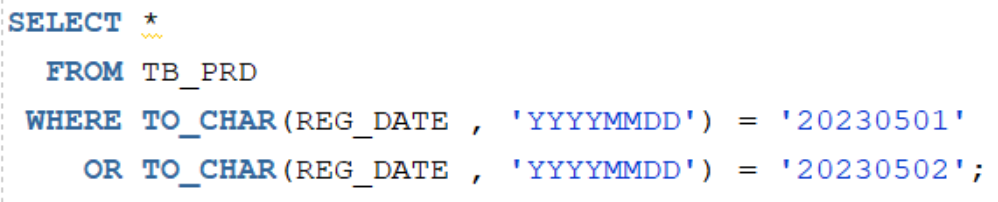 SELECT *
FROM TB_PRD
WHERE TO_CHAR(REG_DATE , 'YYYYMMDD') = '20230501'
OR TO_CHAR(REG_DATE , 'YYYYMMDD') = '20230502';